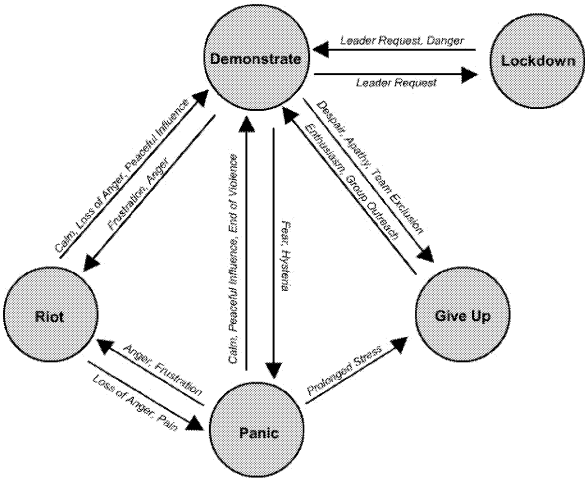 Leader Request, Danger
Demonstrate
Lockdown
Leader Request
Calm, Loss of Anger, Peaceful Influence
Frustration, Anger
Despair, Apathy, Team Exclusion
Enthusiasm, Group Outreach
Calm, Peaceful Influence, End of Violence
Fear, Hysteria
Riot
Give Up
Anger, Frustration
Loss of Anger, Pain
Prolonged Stress
Panic